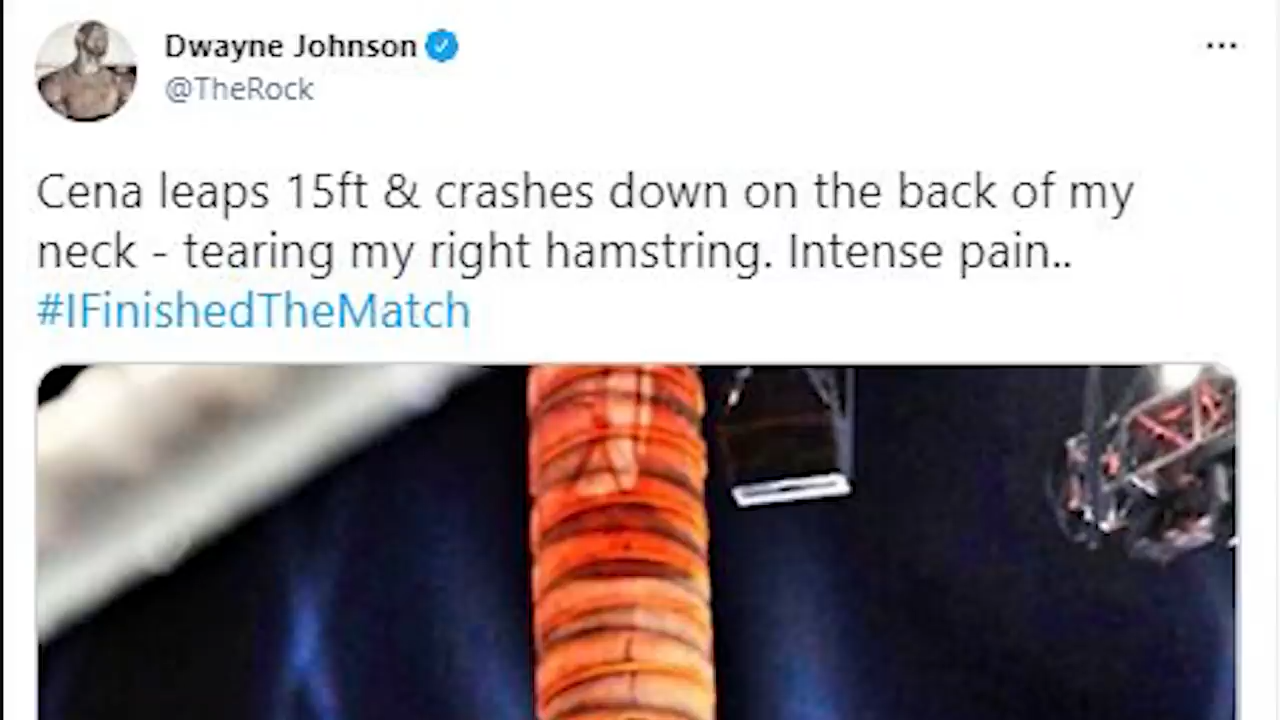 Dwayne Johnson
@TheRock
Cena leaps 15ft & crashes down on the back of my
neck - tearing my right hamstring. Intense pain..
#IFinishedTheMatch